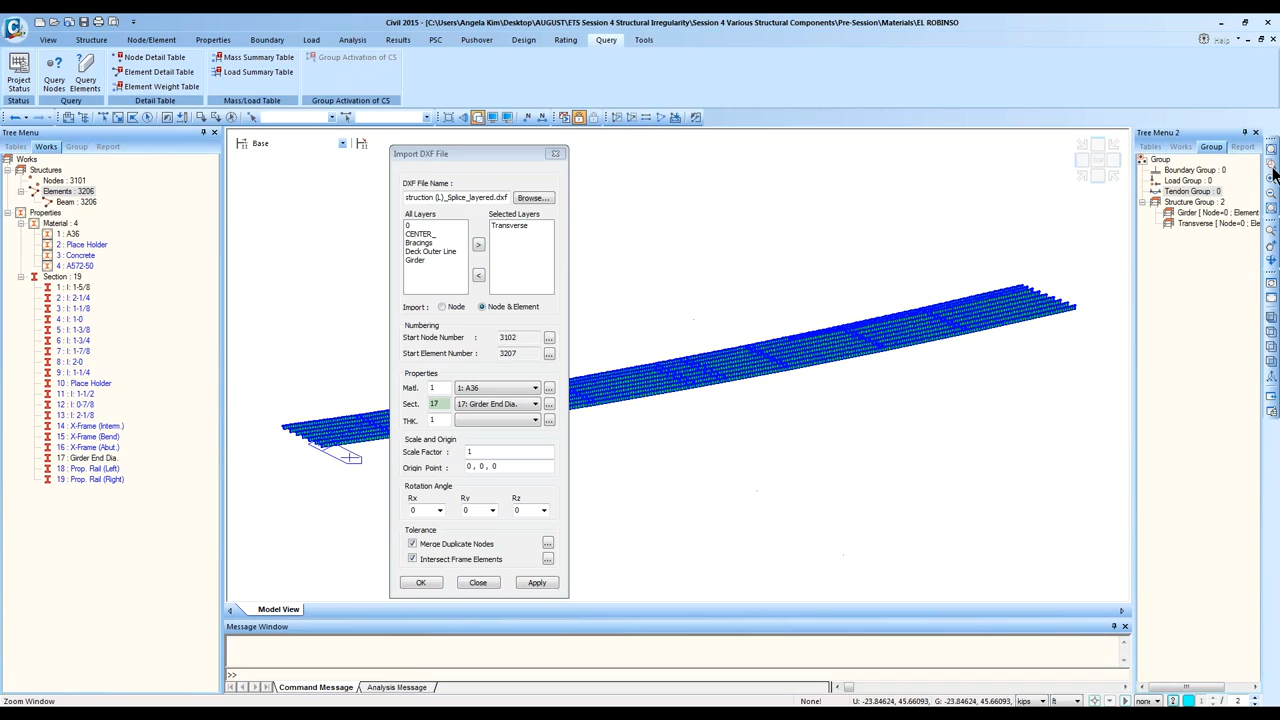 Civil 2015 - [C:\Users\Angela Kim\Desktop\AUGUST\ETS Session 4 Structural Irregularity\Session 4 Various Structural Components\Pre-Session\Materials\EL ROBINSO
View Structure Node/Element Properties Boundary Load Analysis Results PSC Pushover Design Rating Query Tools
Help
Project Status
Query Nodes
Query Elements
Node Detail Table
Element Detail Table
Element Weight Table
Mass Summary Table
Load Summary Table
Group Activation of CS
Status Query Detail Table Mass/Load Table Group Activation of CS
Tree Menu
Tables Works Group Report
Works
Structures
Nodes : 3101
Elements : 3206
Beam : 3206
Properties
Material : 4
1 : A36
2 : Place Holder
3 : Concrete
4 : A572-50
Section : 19
1 : I: 1-5/8
2 : I: 2-1/4
3 : I: 1-1/8
4 : I: 1-0
5 : I: 1-3/8
6 : I: 1-3/4
7 : I: 1-7/8
8 : I: 2-0
9 : I: 1-1/4
10 : Place Holder
11 : I: 1-1/2
12 : I: 0-7/8
13 : I: 2-1/8
14 : X-Frame (Interm.)
15 : X-Frame (Bend)
16 : X-Frame (Abut.)
17 : Girder End Dia.
18 : Prop. Rail (Left)
19 : Prop. Rail (Right)
Base
Import DXF File
DXF File Name :
struction (L)_Splice_layered.dxf Browse...
All Layers Selected Layers
0
CENTER_
Bracings
Deck Outer Line
Girder
Transverse
>
<
Import : Node Node & Element
Numbering
Start Node Number : 3102 ...
Start Element Number : 3207 ...
Properties
Matl. 1 1: A36 ...
Sect. 17 17: Girder End Dia. ...
THK. 1 ...
Scale and Origin
Scale Factor : 1
Origin Point : 0 , 0 , 0
Rotation Angle
Rx Ry Rz
0 0 0
Tolerance
Merge Duplicate Nodes ...
Intersect Frame Elements ...
OK Close Apply
TOP
Model View
Message Window
>>
Command Message Analysis Message
Tree Menu 2
Tables Works Group Report
Group
Boundary Group : 0
Load Group : 0
Tendon Group : 0
Structure Group : 2
Girder [ Node=0 ; Element
Transverse [ Node=0 ; Elem
Zoom Window
None! U: -23.84624, 45.66093, G: -23.84624, 45.66093, kips ft none ? 1 / 2